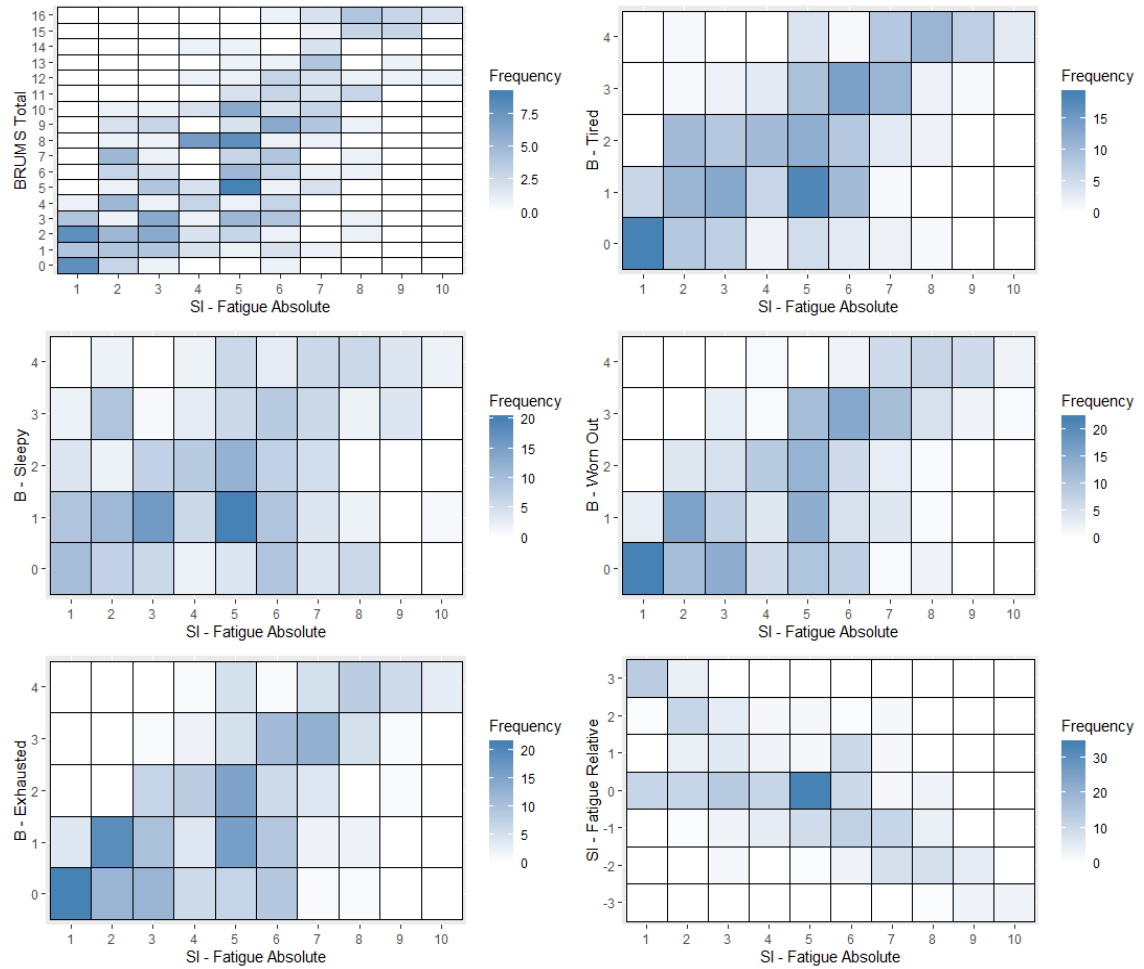 BRUMS Total
16
15
14
13
12
11
10
9
8
7
6
5
4
3
2
1
0
1 2 3 4 5 6 7 8 9 10
SI - Fatigue Absolute
Frequency
7.5
5.0
2.5
0.0
B - Tired
4
3
2
1
0
1 2 3 4 5 6 7 8 9 10
SI - Fatigue Absolute
Frequency
15
10
5
0
B - Sleepy
4
3
2
1
0
1 2 3 4 5 6 7 8 9 10
SI - Fatigue Absolute
Frequency
20
15
10
5
0
B - Worn Out
4
3
2
1
0
1 2 3 4 5 6 7 8 9 10
SI - Fatigue Absolute
Frequency
20
15
10
5
0
B - Exhausted
4
3
2
1
0
1 2 3 4 5 6 7 8 9 10
SI - Fatigue Absolute
Frequency
20
15
10
5
0
SI - Fatigue Relative
3
2
1
0
-1
-2
-3
1 2 3 4 5 6 7 8 9 10
SI - Fatigue Absolute
Frequency
30
20
10
0